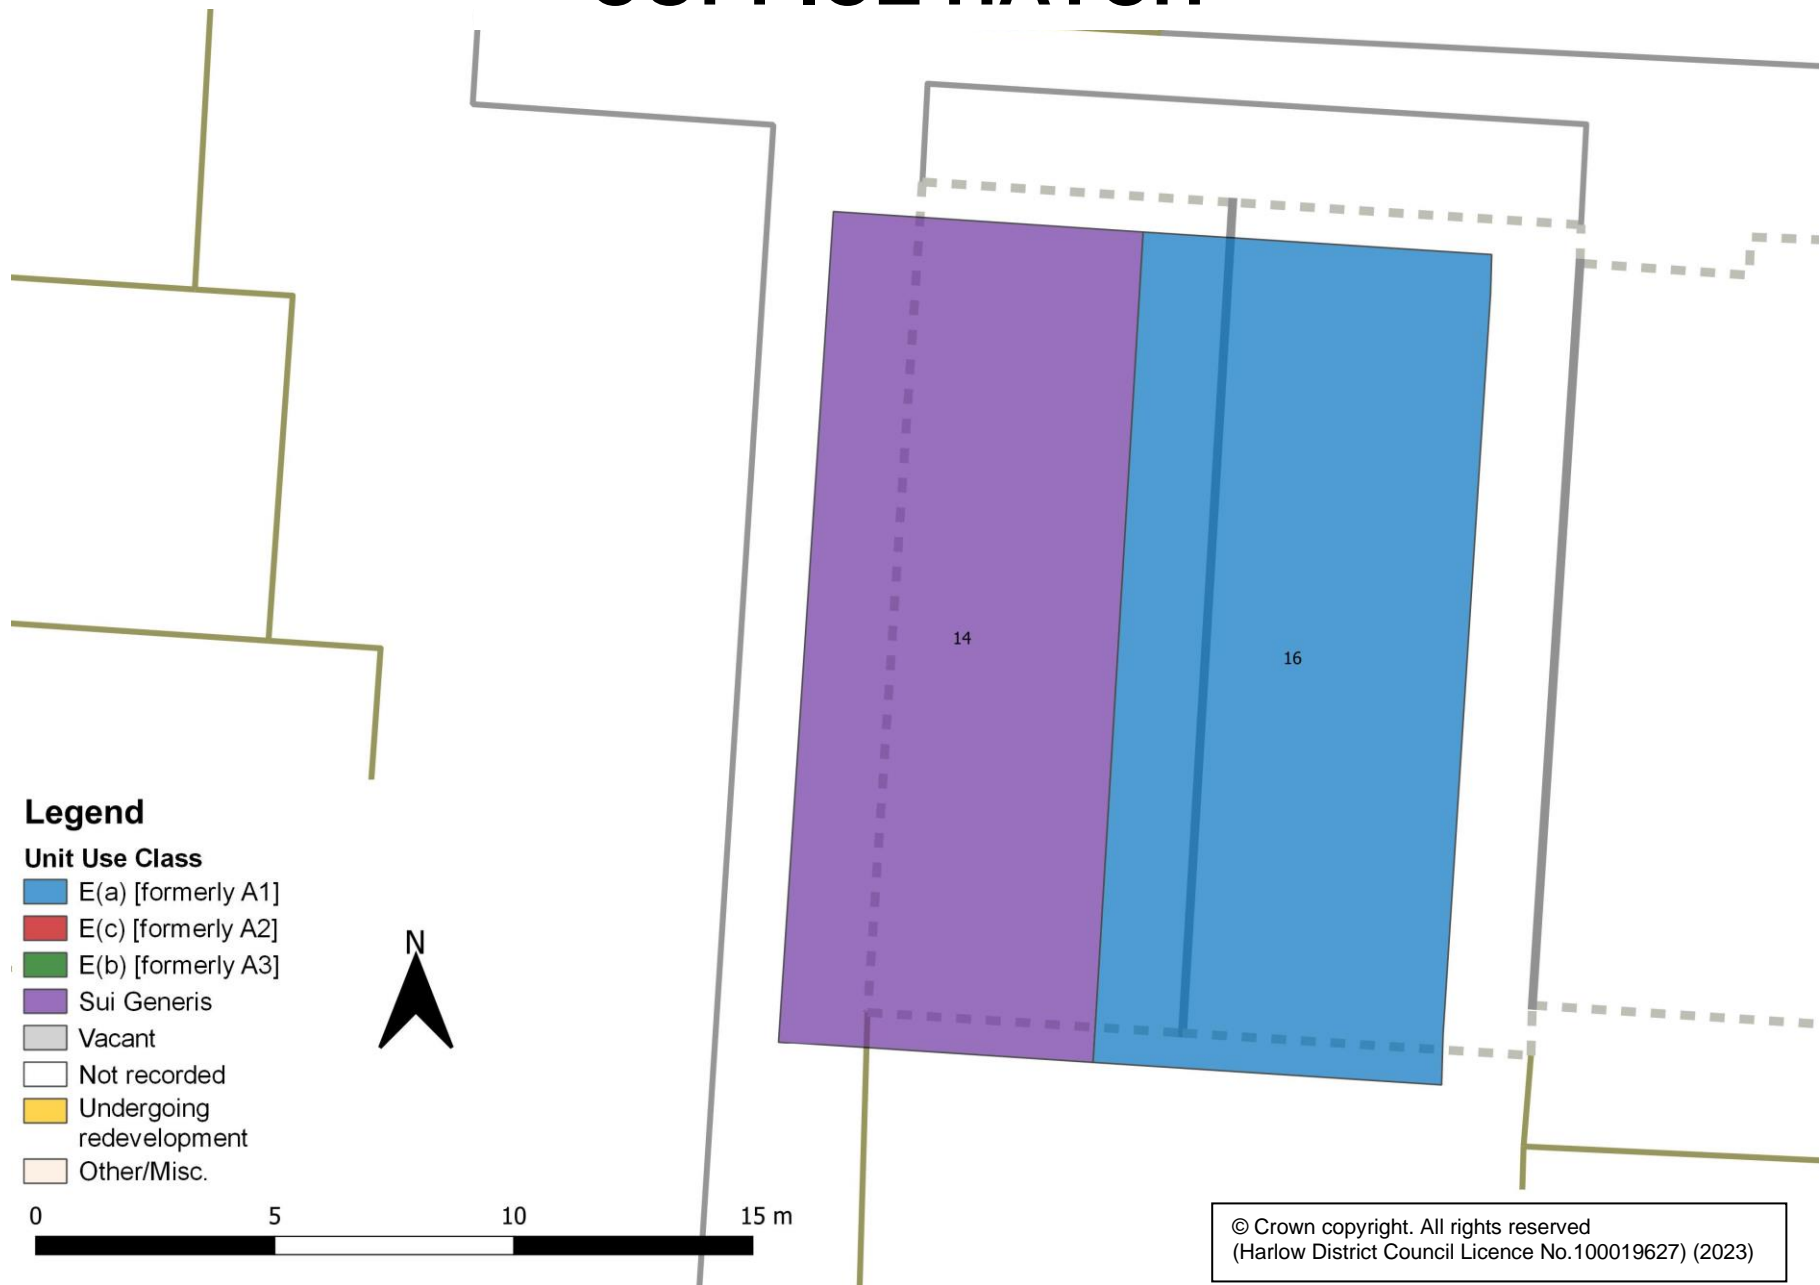 14
16
Legend
Unit Use Class
E(a) [formerly A1]
E(c) [formerly A2]
E(b) [formerly A3]
Sui Generis
Vacant
Not recorded
Undergoing
redevelopment
Other/Misc.
N
0 5 10 15 m
© Crown copyright. All rights reserved
(Harlow District Council Licence No.100019627) (2023)